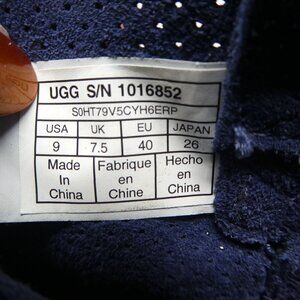 UGG S/N 1016852
S0HT79V5CYH6ERP
USA UK EU JAPAN
9 7.5 40 26
Made Fabrique Hecho
In en en
China Chine China